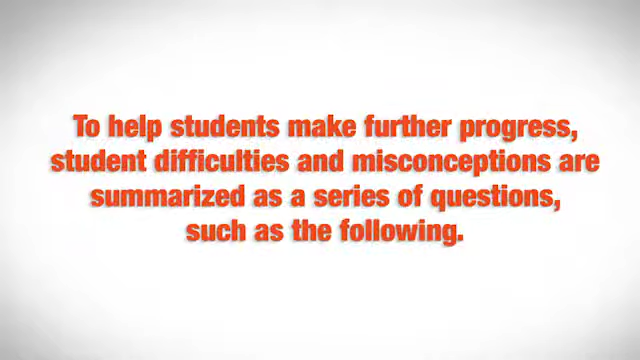 To help students make further progress,
student difficulties and misconceptions are
summarized as a series of questions,
such as the following.